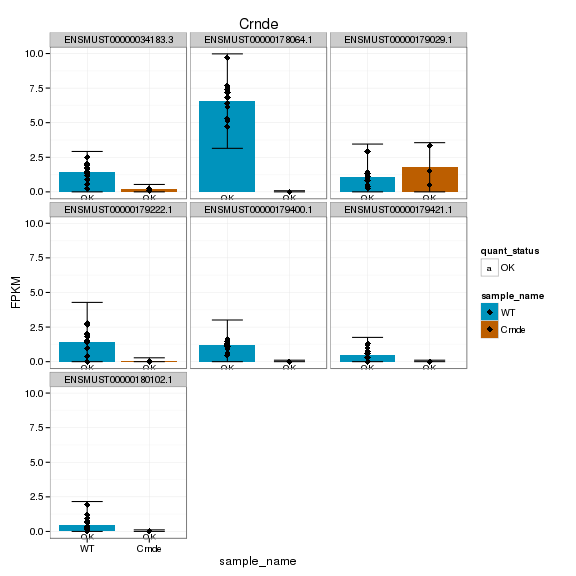 Crnde
ENSMUST00000034183.3 ENSMUST00000178064.1 ENSMUST00000179029.1
10.0
7.5
5.0
2.5
0.0
OK OK OK OK OK OK
ENSMUST00000179222.1 ENSMUST00000179400.1 ENSMUST00000179421.1
10.0
7.5
5.0
2.5
0.0
OK OK OK OK OK OK
ENSMUST00000180102.1
10.0
7.5
5.0
2.5
0.0
OK OK
WT Crnde
sample_name
FPKM
quant_status
a OK
sample_name
WT
Crnde